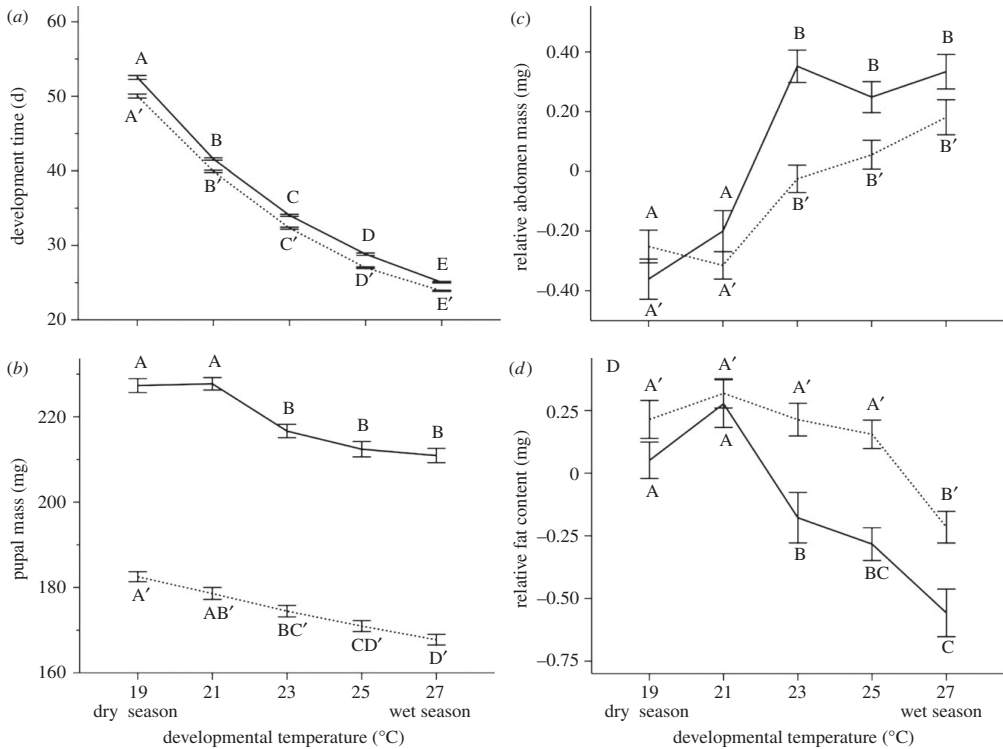 (a)
60
50
40
30
20
development time (d)
A
A′
B
B′
C
C′
D
D′
E
E′
(b)
220
200
180
160
pupal mass (mg)
A
A
B
B
B
A′
AB′
BC′
CD′
D′
19 21 23 25 27
dry season wet season
developmental temperature (°C)
(c)
0.40
0.20
0
–0.20
–0.40
relative abdomen mass (mg)
A
A′
A
A′
B
B′
B
B′
B
B′
(d)
D
0.25
0
–0.25
–0.50
–0.75
relative fat content (mg)
A′
A
A′
A
A′
B
A′
BC
B′
C
19 21 23 25 27
dry season wet season
developmental temperature (°C)